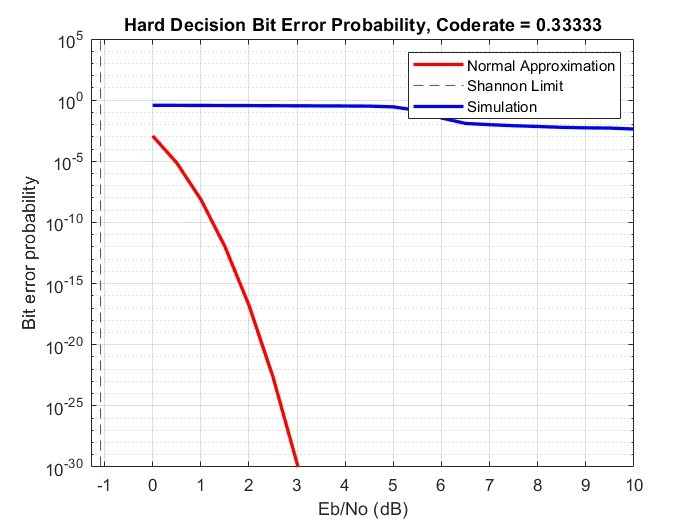 Hard Decision Bit Error Probability, Coderate = 0.33333
Normal Approximation
Shannon Limit
Simulation
Bit error probability
10^5
10^0
10^-5
10^-10
10^-15
10^-20
10^-25
10^-30
-1 0 1 2 3 4 5 6 7 8 9 10
Eb/No (dB)